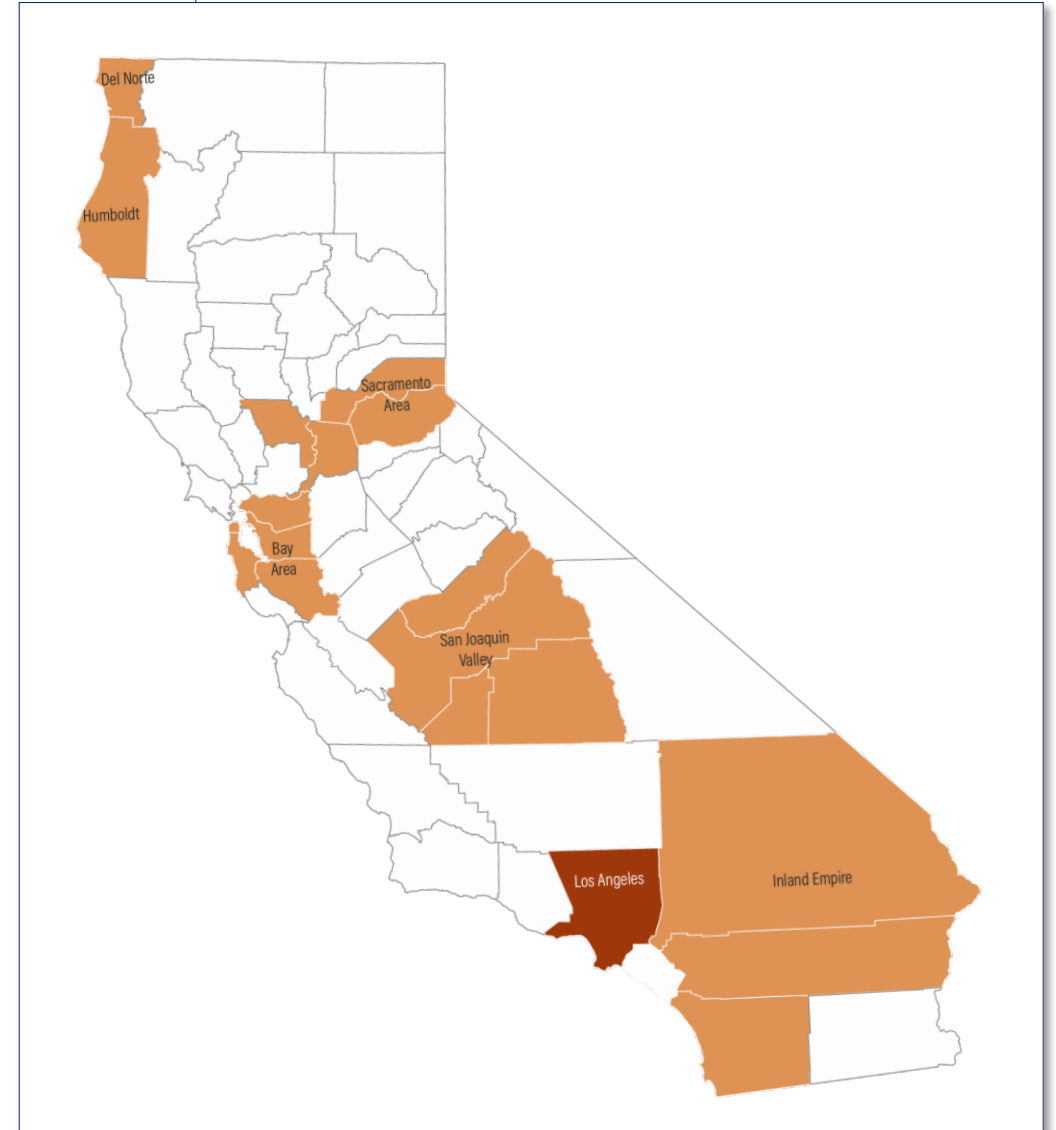 Del Norte
Humboldt
Sacramento
Area
Bay
Area
San Joaquin
Valley
Los Angeles
Inland Empire